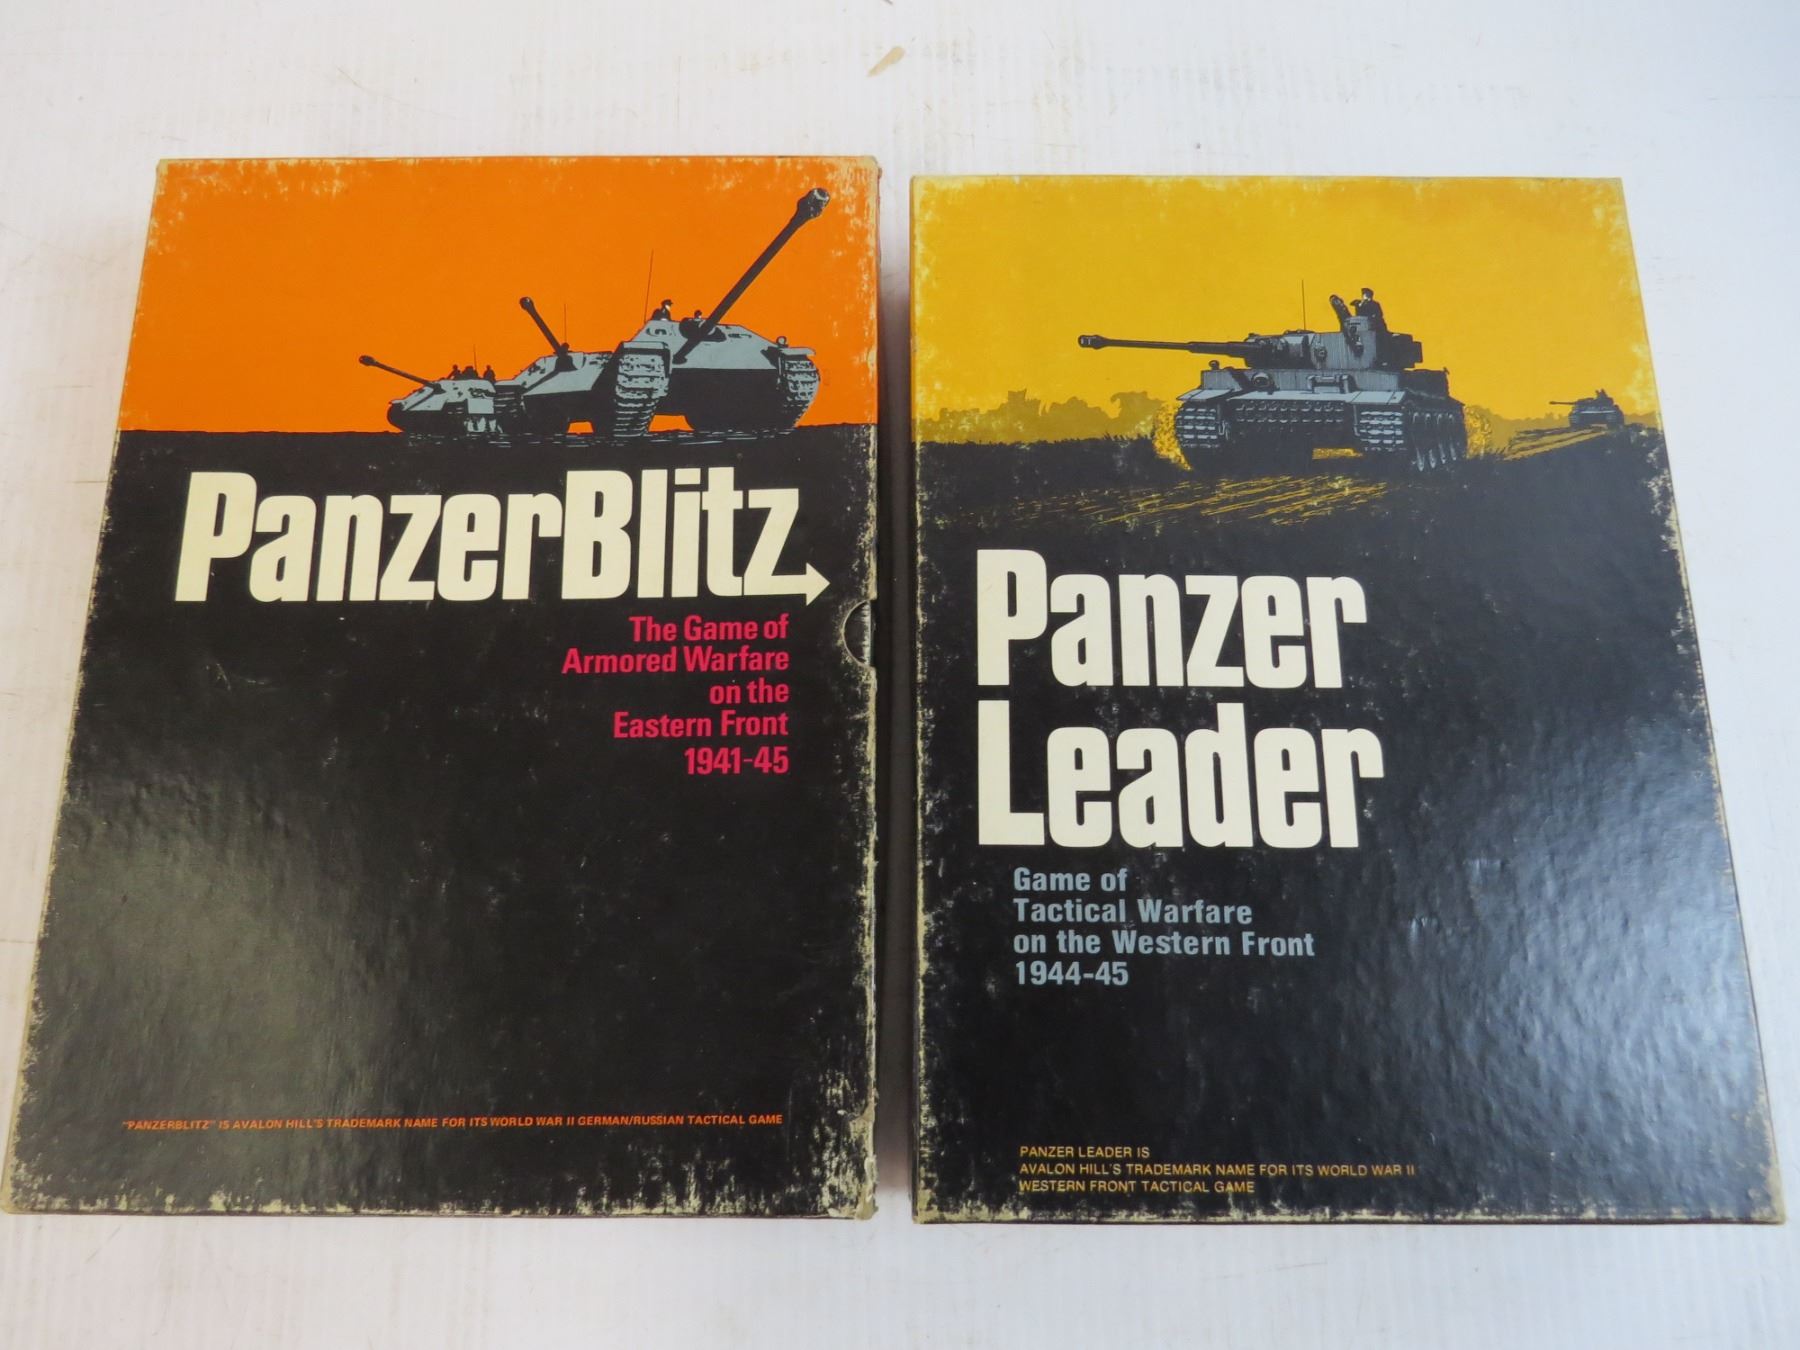 PanzerBlitz
The Game of
Armored Warfare
on the
Eastern Front
1941-45
"PANZERBLITZ" IS AVALON HILL'S TRADEMARK NAME FOR ITS WORLD WAR II GERMAN/RUSSIAN TACTICAL GAME
Panzer
Leader
Game of
Tactical Warfare
on the Western Front
1944-45
PANZER LEADER IS
AVALON HILL'S TRADEMARK NAME FOR ITS WORLD WAR II
WESTERN FRONT TACTICAL GAME